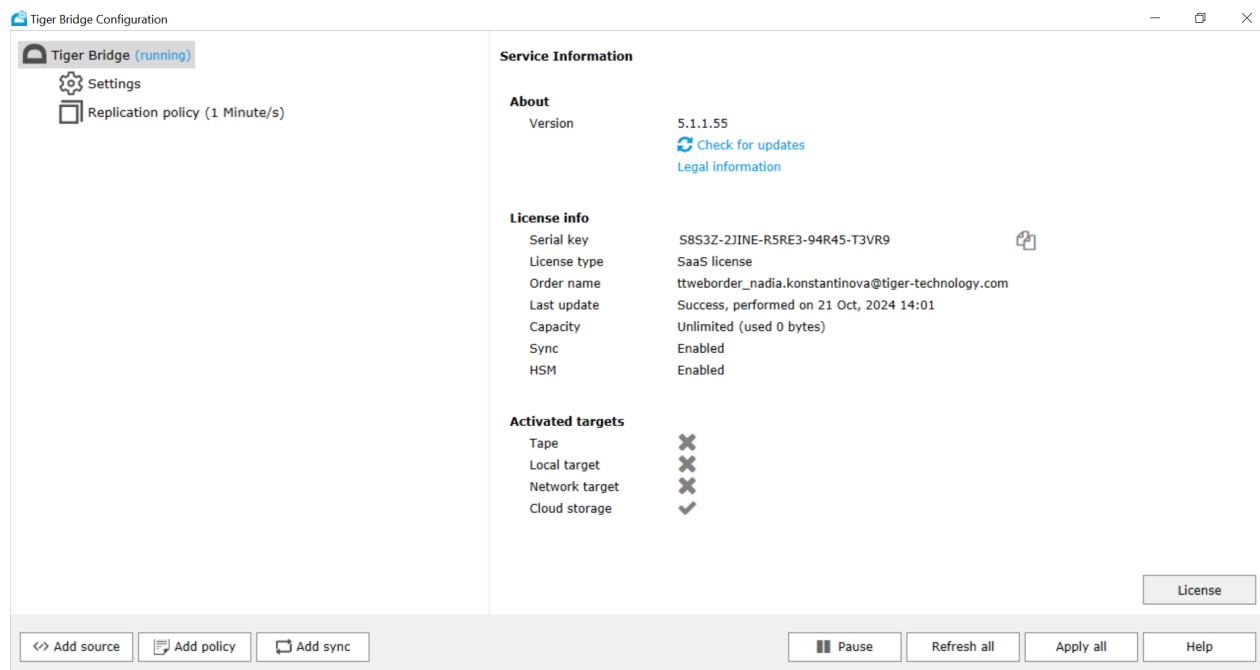 Tiger Bridge Configuration
Tiger Bridge (running)
Settings
Replication policy (1 Minute/s)
Service Information
About
Version 5.1.1.55
Check for updates
Legal information
License info
Serial key S8S3Z-2JINE-R5RE3-94R45-T3VR9
License type SaaS license
Order name ttweborder_nadia.konstantinova@tiger-technology.com
Last update Success, performed on 21 Oct, 2024 14:01
Capacity Unlimited (used 0 bytes)
Sync Enabled
HSM Enabled
Activated targets
Tape
Local target
Network target
Cloud storage
License
Add source Add policy Add sync Pause Refresh all Apply all Help